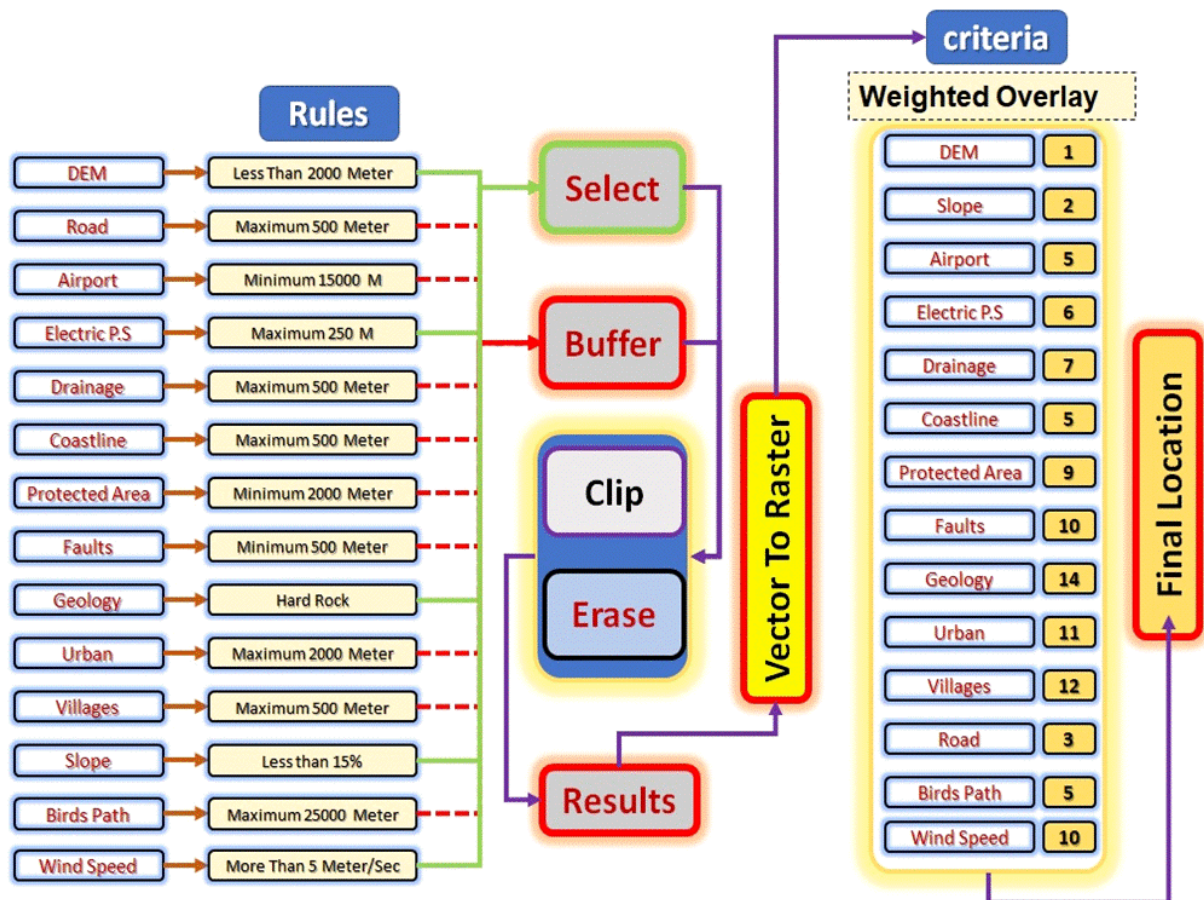 criteria
Rules
Weighted Overlay
DEM Less Than 2000 Meter
Road Maximum 500 Meter
Airport Minimum 15000 M
Electric P.S Maximum 250 M
Drainage Maximum 500 Meter
Coastline Maximum 500 Meter
Protected Area Minimum 2000 Meter
Faults Minimum 500 Meter
Geology Hard Rock
Urban Maximum 2000 Meter
Villages Maximum 500 Meter
Slope Less than 15%
Birds Path Maximum 25000 Meter
Wind Speed More Than 5 Meter/Sec
Select
Buffer
Clip
Erase
Results
Vector To Raster
DEM 1
Slope 2
Airport 5
Electric P.S 6
Drainage 7
Coastline 5
Protected Area 9
Faults 10
Geology 14
Urban 11
Villages 12
Road 3
Birds Path 5
Wind Speed 10
Final Location